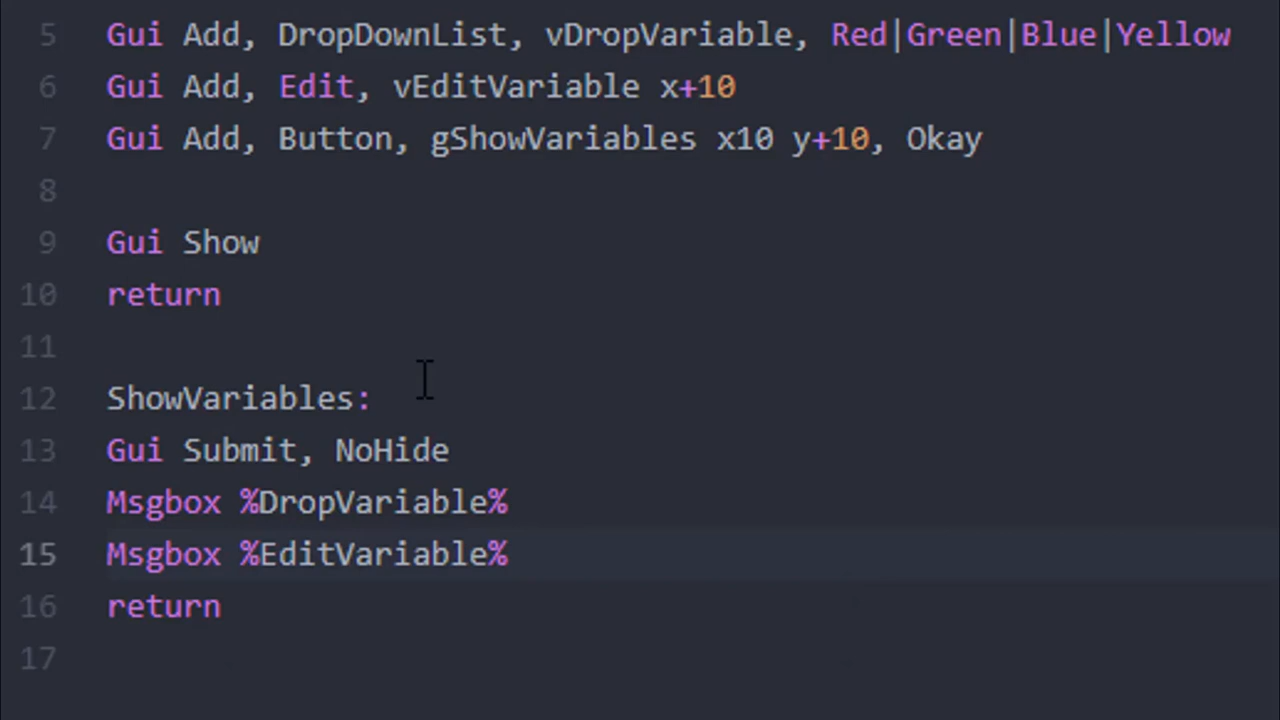 5 Gui Add, DropDownList, vDropVariable, Red|Green|Blue|Yellow
6 Gui Add, Edit, vEditVariable x+10
7 Gui Add, Button, gShowVariables x10 y+10, Okay
8
9 Gui Show
10 return
11
12 ShowVariables:
13 Gui Submit, NoHide
14 Msgbox %DropVariable%
15 Msgbox %EditVariable%
16 return
17